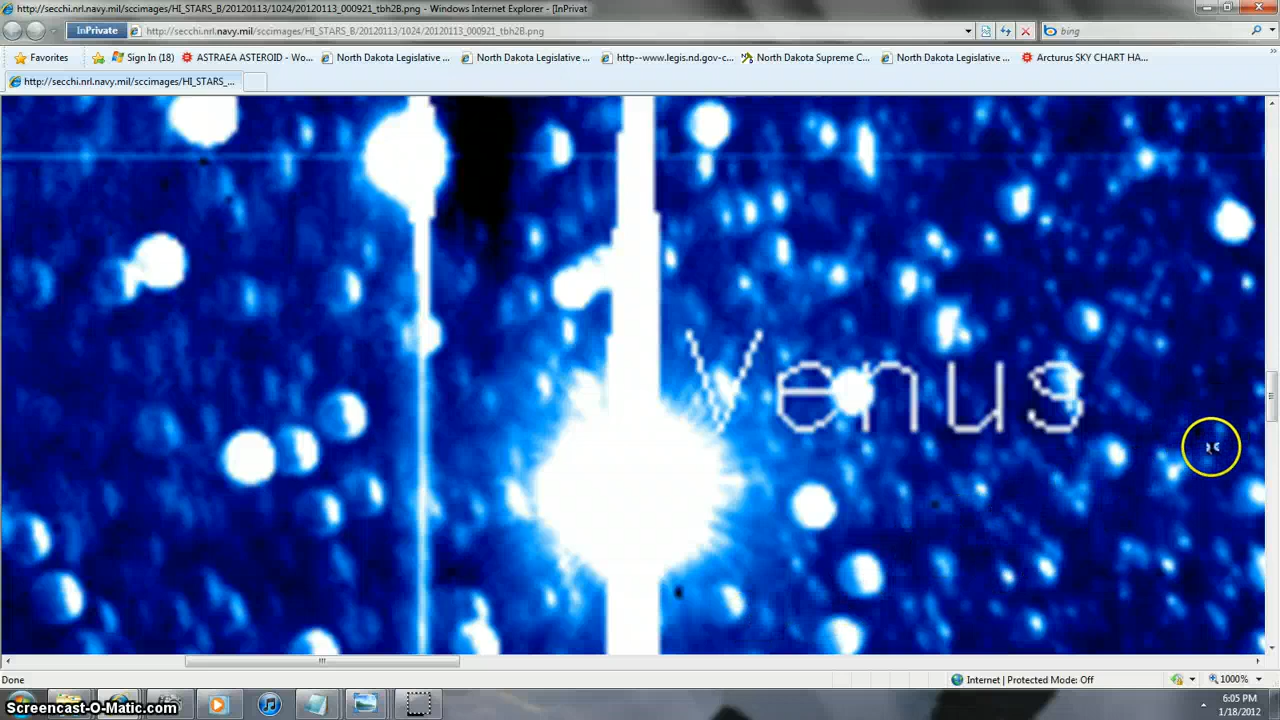 http://secchi.nrl.navy.mil/sccimages/HI_STARS_B/20120113/1024/20120113_000921_tbh2B.png - Windows Internet Explorer - [InPrivat
InPrivate http://secchi.nrl.navy.mil/sccimages/HI_STARS_B/20120113/1024/20120113_000921_tbh2B.png bing
Favorites Sign In (18) ASTRAEA ASTEROID - Wo... North Dakota Legislative ... North Dakota Legislative ... http--www.legis.nd.gov-c... North Dakota Supreme C... North Dakota Legislative ... Arcturus SKY CHART HA...
http://secchi.nrl.navy.mil/sccimages/HI_STARS_...
Venus
Done Internet | Protected Mode: Off 1000%
Screencast-O-Matic.com
6:05 PM
1/18/2012